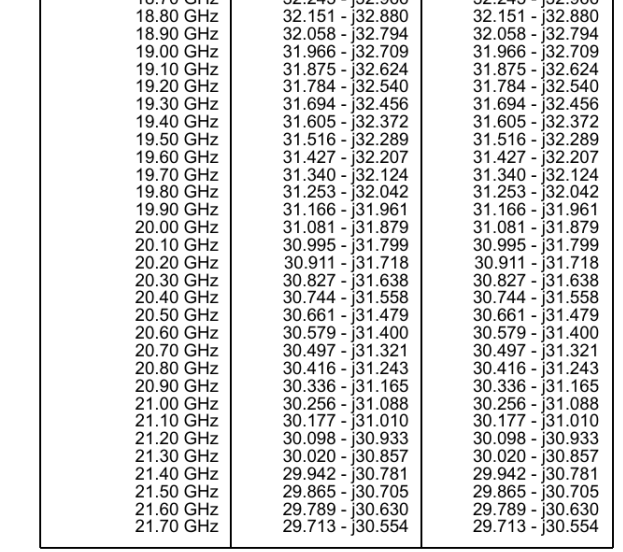 18.80 GHz 32.151 - j32.880 32.151 - j32.880
18.90 GHz 32.058 - j32.794 32.058 - j32.794
19.00 GHz 31.966 - j32.709 31.966 - j32.709
19.10 GHz 31.875 - j32.624 31.875 - j32.624
19.20 GHz 31.784 - j32.540 31.784 - j32.540
19.30 GHz 31.694 - j32.456 31.694 - j32.456
19.40 GHz 31.605 - j32.372 31.605 - j32.372
19.50 GHz 31.516 - j32.289 31.516 - j32.289
19.60 GHz 31.427 - j32.207 31.427 - j32.207
19.70 GHz 31.340 - j32.124 31.340 - j32.124
19.80 GHz 31.253 - j32.042 31.253 - j32.042
19.90 GHz 31.166 - j31.961 31.166 - j31.961
20.00 GHz 31.081 - j31.879 31.081 - j31.879
20.10 GHz 30.995 - j31.799 30.995 - j31.799
20.20 GHz 30.911 - j31.718 30.911 - j31.718
20.30 GHz 30.827 - j31.638 30.827 - j31.638
20.40 GHz 30.744 - j31.558 30.744 - j31.558
20.50 GHz 30.661 - j31.479 30.661 - j31.479
20.60 GHz 30.579 - j31.400 30.579 - j31.400
20.70 GHz 30.497 - j31.321 30.497 - j31.321
20.80 GHz 30.416 - j31.243 30.416 - j31.243
20.90 GHz 30.336 - j31.165 30.336 - j31.165
21.00 GHz 30.256 - j31.088 30.256 - j31.088
21.10 GHz 30.177 - j31.010 30.177 - j31.010
21.20 GHz 30.098 - j30.933 30.098 - j30.933
21.30 GHz 30.020 - j30.857 30.020 - j30.857
21.40 GHz 29.942 - j30.781 29.942 - j30.781
21.50 GHz 29.865 - j30.705 29.865 - j30.705
21.60 GHz 29.789 - j30.630 29.789 - j30.630
21.70 GHz 29.713 - j30.554 29.713 - j30.554